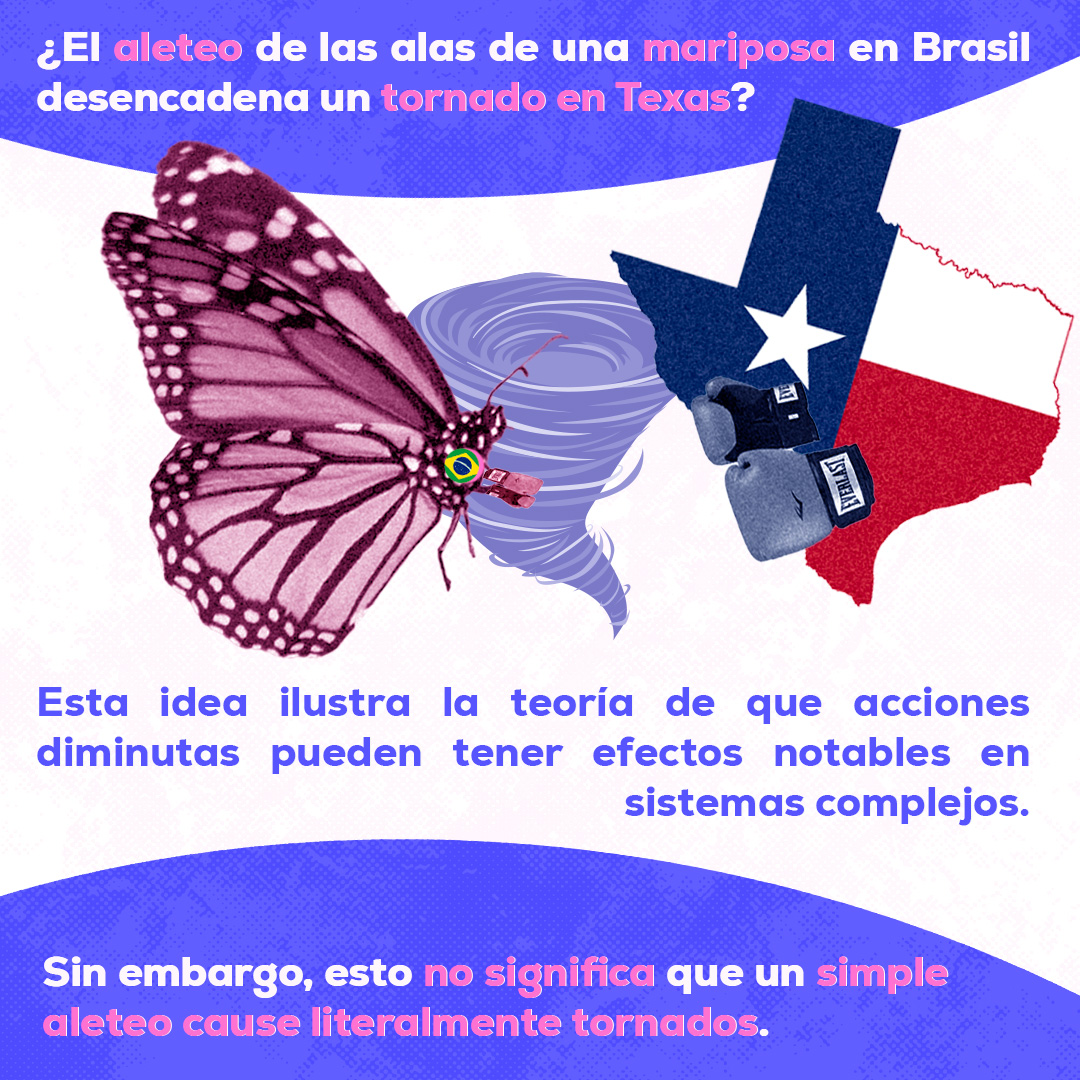 ¿El aleteo de las alas de una mariposa en Brasil
desencadena un tornado en Texas?
EVERLAST
Esta idea ilustra la teoría de que acciones
diminutas pueden tener efectos notables en
sistemas complejos.
Sin embargo, esto no significa que un simple
aleteo cause literalmente tornados.